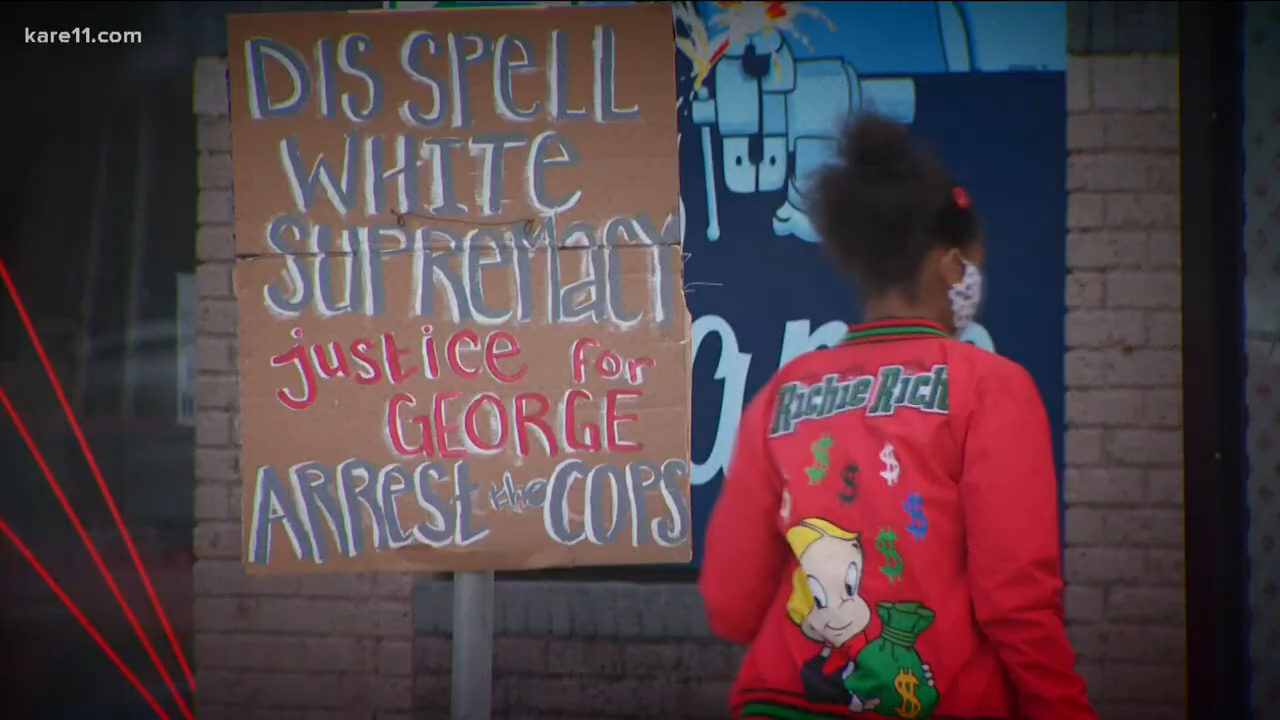 kare11.com
DIS SPELL
WHITE
SUPREMACY
justice for
GEORGE
ARREST the COPS
Richie Rich
$
$ $
$
$
$